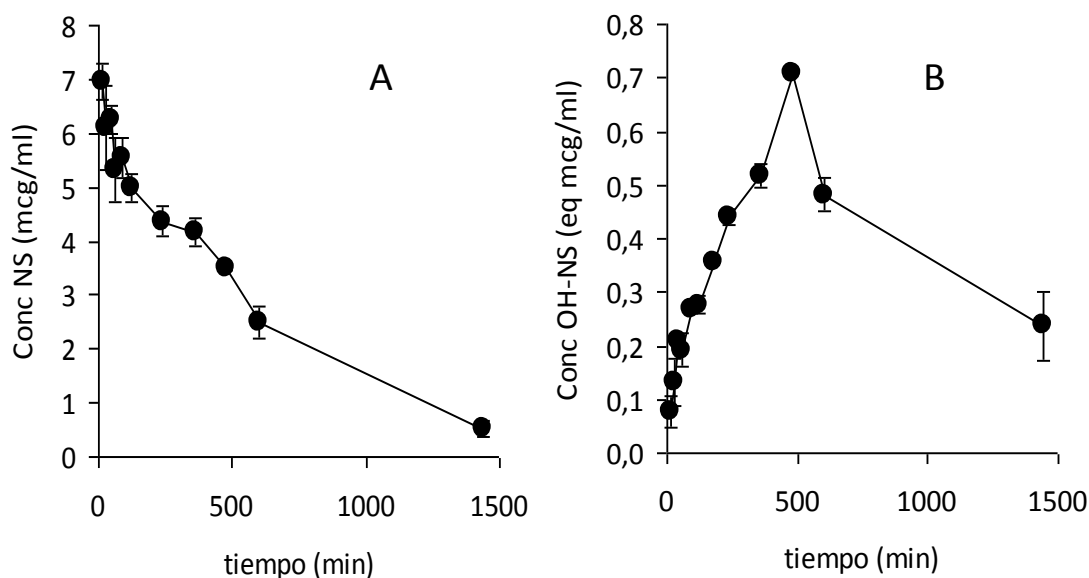 A
Conc NS (mcg/ml)
8
7
6
5
4
3
2
1
0
0 500 1000 1500
tiempo (min)
B
Conc OH-NS (eq mcg/ml)
0,8
0,7
0,6
0,5
0,4
0,3
0,2
0,1
0,0
0 500 1000 1500
tiempo (min)